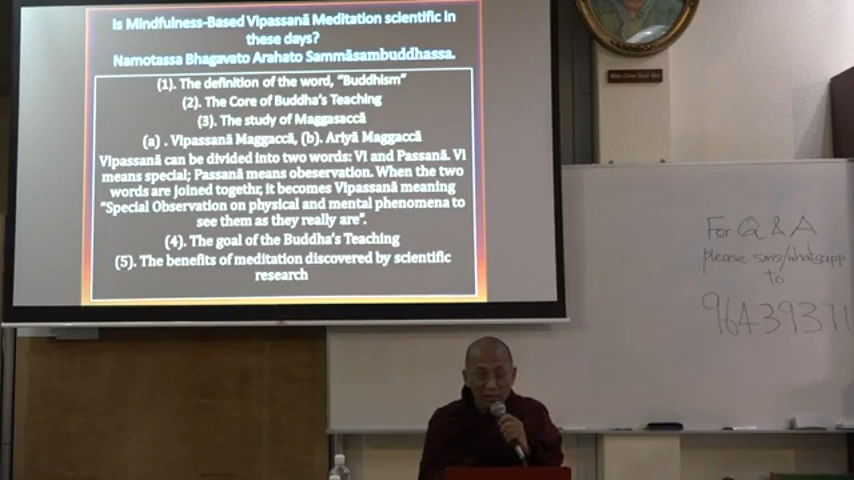 Is Mindfulness-Based Vipassanā Meditation scientific in
these days?
Namotassa Bhagavato Arahato Sammāsambuddhassa.
(1). The definition of the word, “Buddhism”
(2). The Core of Buddha’s Teaching
(3). The study of Maggasaccā
(a) . Vipassanā Maggaccā, (b). Ariyā Maggaccā
Vipassanā can be divided into two words: Vi and Passanā. Vi
means special; Passanā means obeservation. When the two
words are joined togethr, it becomes Vipassanā meaning
“Special Observation on physical and mental phenomena to
see them as they really are”.
(4). The goal of the Buddha’s Teaching
(5). The benefits of meditation discovered by scientific
research
For Q & A
please sms/whatsapp
to
96439371